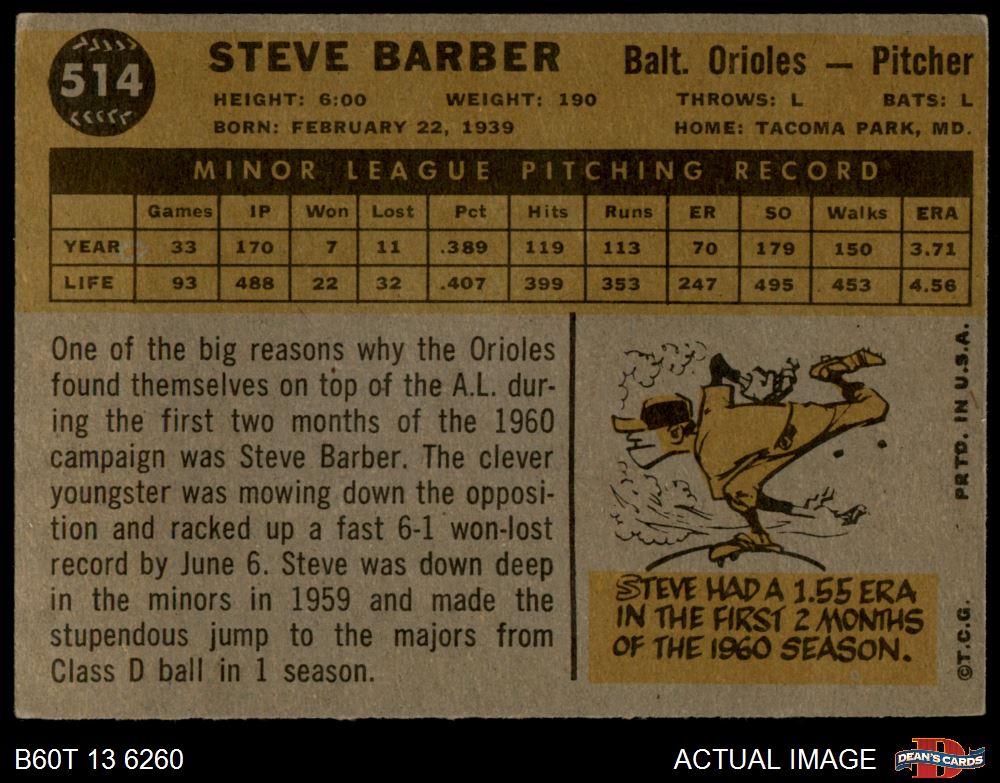 514
STEVE BARBER
Balt. Orioles — Pitcher
HEIGHT: 6:00 WEIGHT: 190 THROWS: L BATS: L
BORN: FEBRUARY 22, 1939 HOME: TACOMA PARK, MD.
MINOR LEAGUE PITCHING RECORD
Games IP Won Lost Pct Hits Runs ER SO Walks ERA
YEAR 33 170 7 11 .389 119 113 70 179 150 3.71
LIFE 93 488 22 32 .407 399 353 247 495 453 4.56
One of the big reasons why the Orioles
found themselves on top of the A.L. dur-
ing the first two months of the 1960
campaign was Steve Barber. The clever
youngster was mowing down the opposi-
tion and racked up a fast 6-1 won-lost
record by June 6. Steve was down deep
in the minors in 1959 and made the
stupendous jump to the majors from
Class D ball in 1 season.
STEVE HAD A 1.55 ERA
IN THE FIRST 2 MONTHS
OF THE 1960 SEASON.
©T.C.G. PRTD. IN U.S.A.
B60T 13 6260
ACTUAL IMAGE
D
DEAN'S CARDS